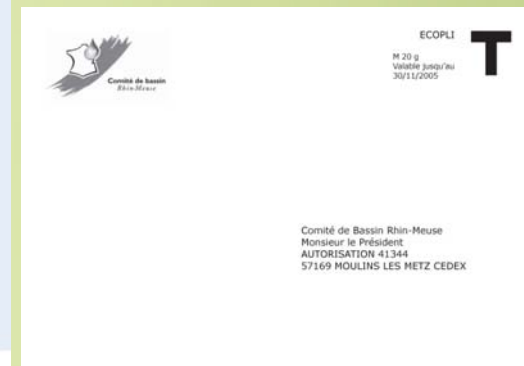 ECOPLI
T
M 20 g
Valable jusqu'au
30/11/2005
Comité de bassin
Rhin-Meuse
Comité de Bassin Rhin-Meuse
Monsieur le Président
AUTORISATION 41344
57169 MOULINS LES METZ CEDEX